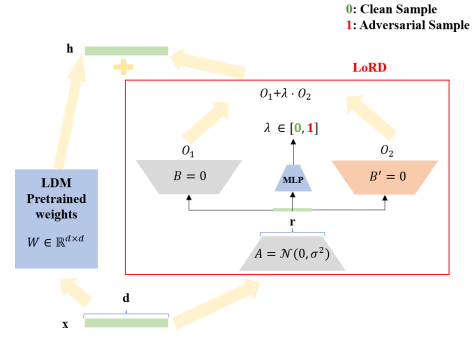 0: Clean Sample
1: Adversarial Sample
h
LoRD
O₁+λ · O₂
λ ∈ [0, 1]
O₁
O₂
B = 0
MLP
B′ = 0
LDM
Pretrained
weights
W ∈ ℝᵈˣᵈ
r
A = 𝒩(0, σ²)
d
x